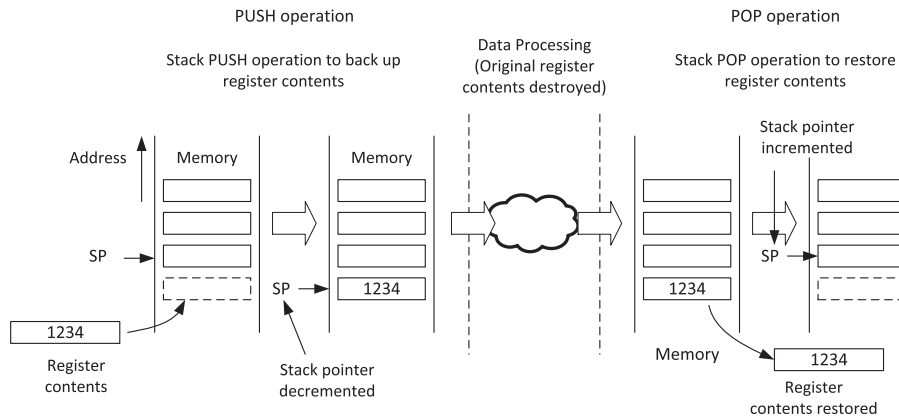 PUSH operation
Stack PUSH operation to back up
register contents
Data Processing
(Original register
contents destroyed)
POP operation
Stack POP operation to restore
register contents
Address
Memory
Memory
Stack pointer
incremented
SP
SP
1234
1234
SP
1234
Register
contents
Stack pointer
decremented
Memory
1234
Register
contents restored